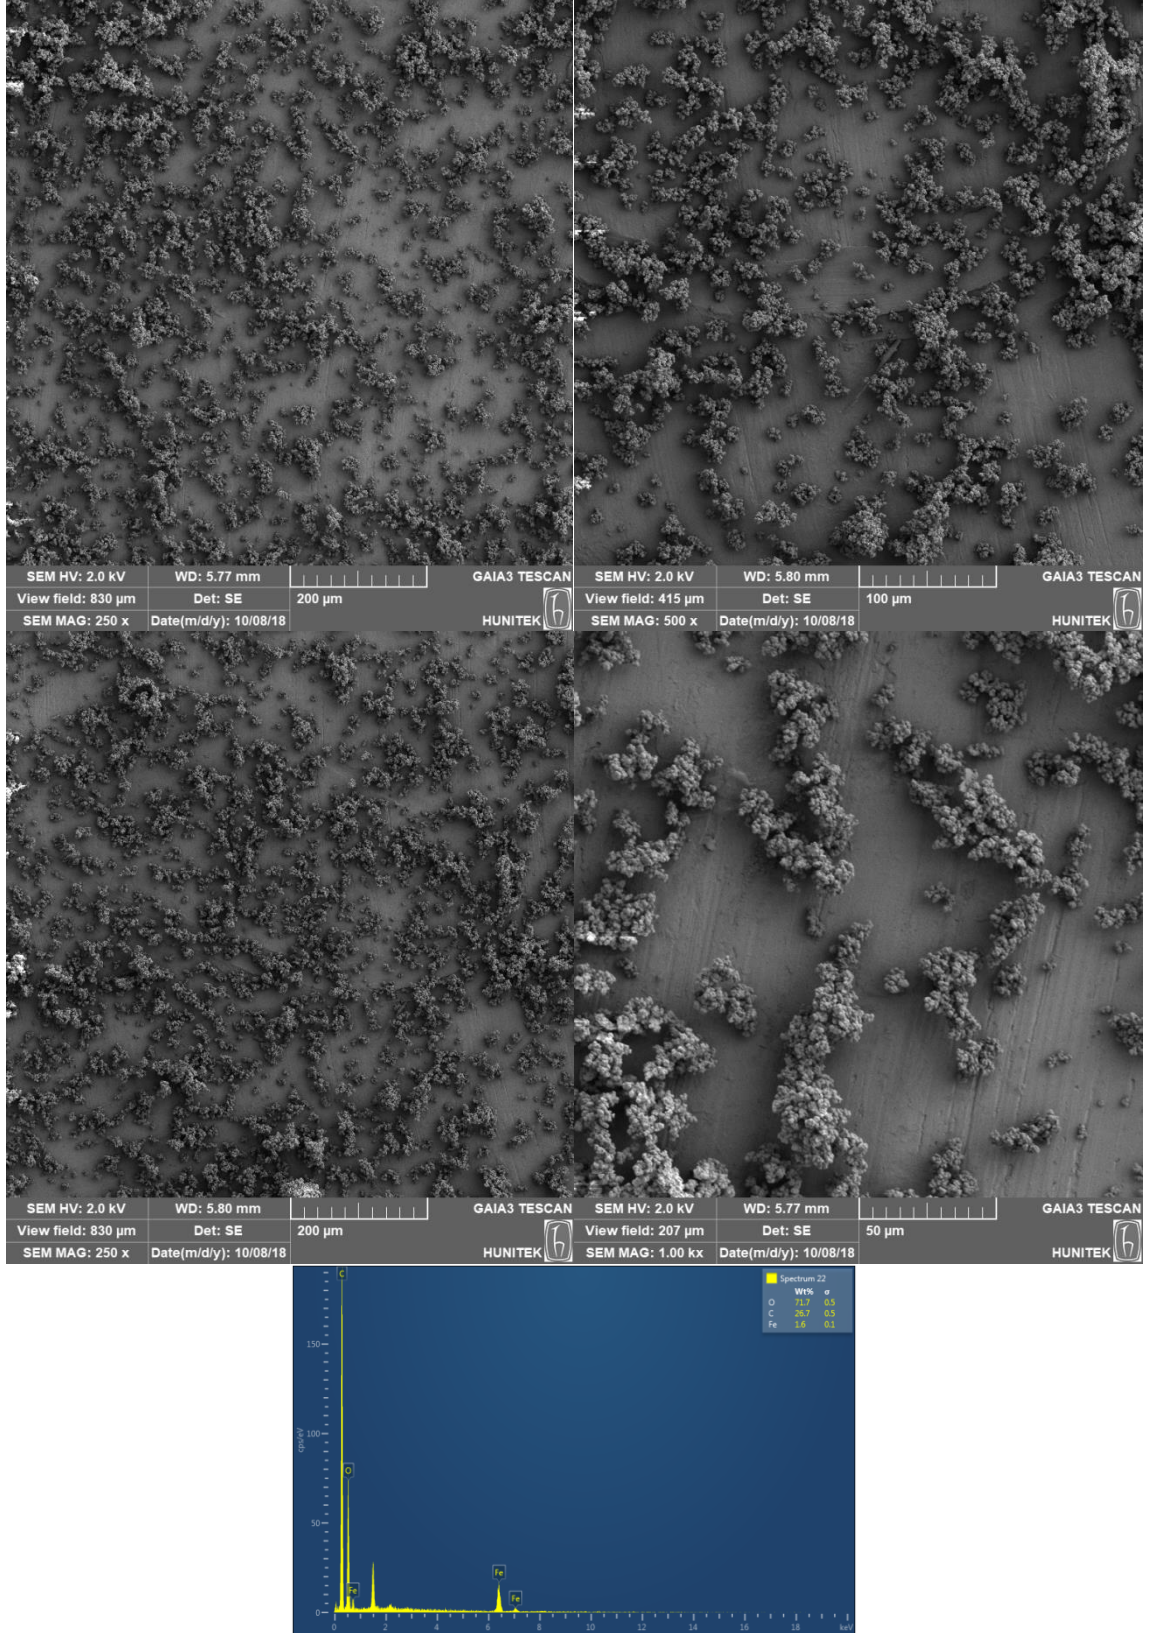 SEM HV: 2.0 kV WD: 5.77 mm GAIA3 TESCAN
View field: 830 µm Det: SE 200 µm
SEM MAG: 250 x Date(m/d/y): 10/08/18 HUNITEK
SEM HV: 2.0 kV WD: 5.80 mm GAIA3 TESCAN
View field: 415 µm Det: SE 100 µm
SEM MAG: 500 x Date(m/d/y): 10/08/18 HUNITEK
SEM HV: 2.0 kV WD: 5.80 mm GAIA3 TESCAN
View field: 830 µm Det: SE 200 µm
SEM MAG: 250 x Date(m/d/y): 10/08/18 HUNITEK
SEM HV: 2.0 kV WD: 5.77 mm GAIA3 TESCAN
View field: 207 µm Det: SE 50 µm
SEM MAG: 1.00 kx Date(m/d/y): 10/08/18 HUNITEK
Spectrum 22
Wt% σ
O 71.7 0.5
C 26.7 0.5
Fe 1.6 0.1
C
O
Fe
Fe
Fe
cps/eV
150
100
50
0
0 2 4 6 8 10 12 14 16 18 keV